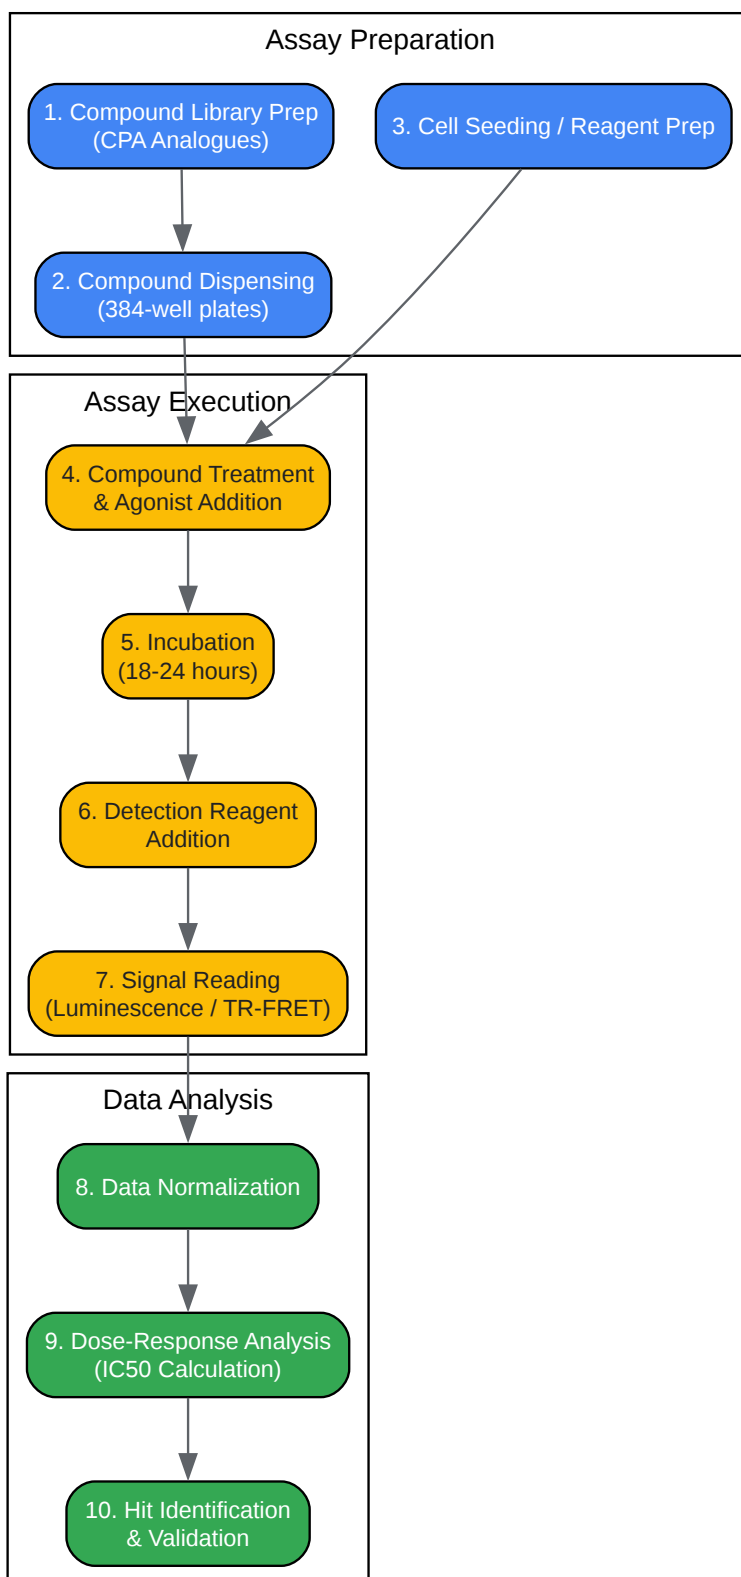 Assay Preparation
1. Compound Library Prep
(CPA Analogues)
3. Cell Seeding / Reagent Prep
2. Compound Dispensing
(384-well plates)
Assay Execution
4. Compound Treatment
& Agonist Addition
5. Incubation
(18-24 hours)
6. Detection Reagent
Addition
7. Signal Reading
(Luminescence / TR-FRET)
Data Analysis
8. Data Normalization
9. Dose-Response Analysis
(IC50 Calculation)
10. Hit Identification
& Validation